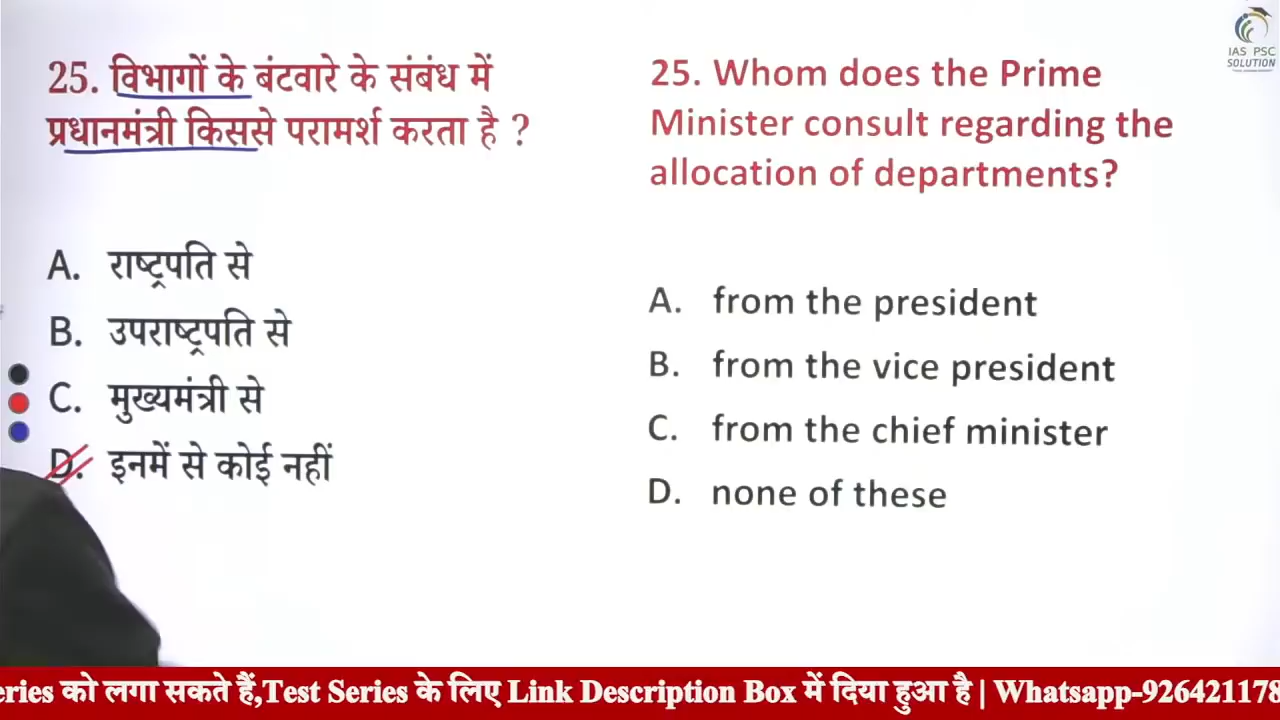 25. विभागों के बंटवारे के संबंध में
प्रधानमंत्री किससे परामर्श करता है ?
A. राष्ट्रपति से
B. उपराष्ट्रपति से
C. मुख्यमंत्री से
D. इनमें से कोई नहीं
25. Whom does the Prime
Minister consult regarding the
allocation of departments?
A. from the president
B. from the vice president
C. from the chief minister
D. none of these
IAS PSC
SOLUTION
eries को लगा सकते हैं,Test Series के लिए Link Description Box में दिया हुआ है | Whatsapp-926421178